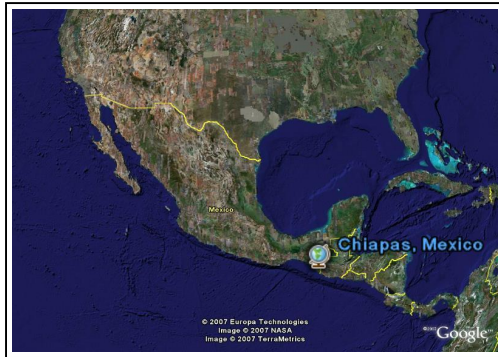 Mexico
Chiapas, Mexico
© 2007 Europa Technologies
Image © 2007 NASA
Image © 2007 TerraMetrics
Google